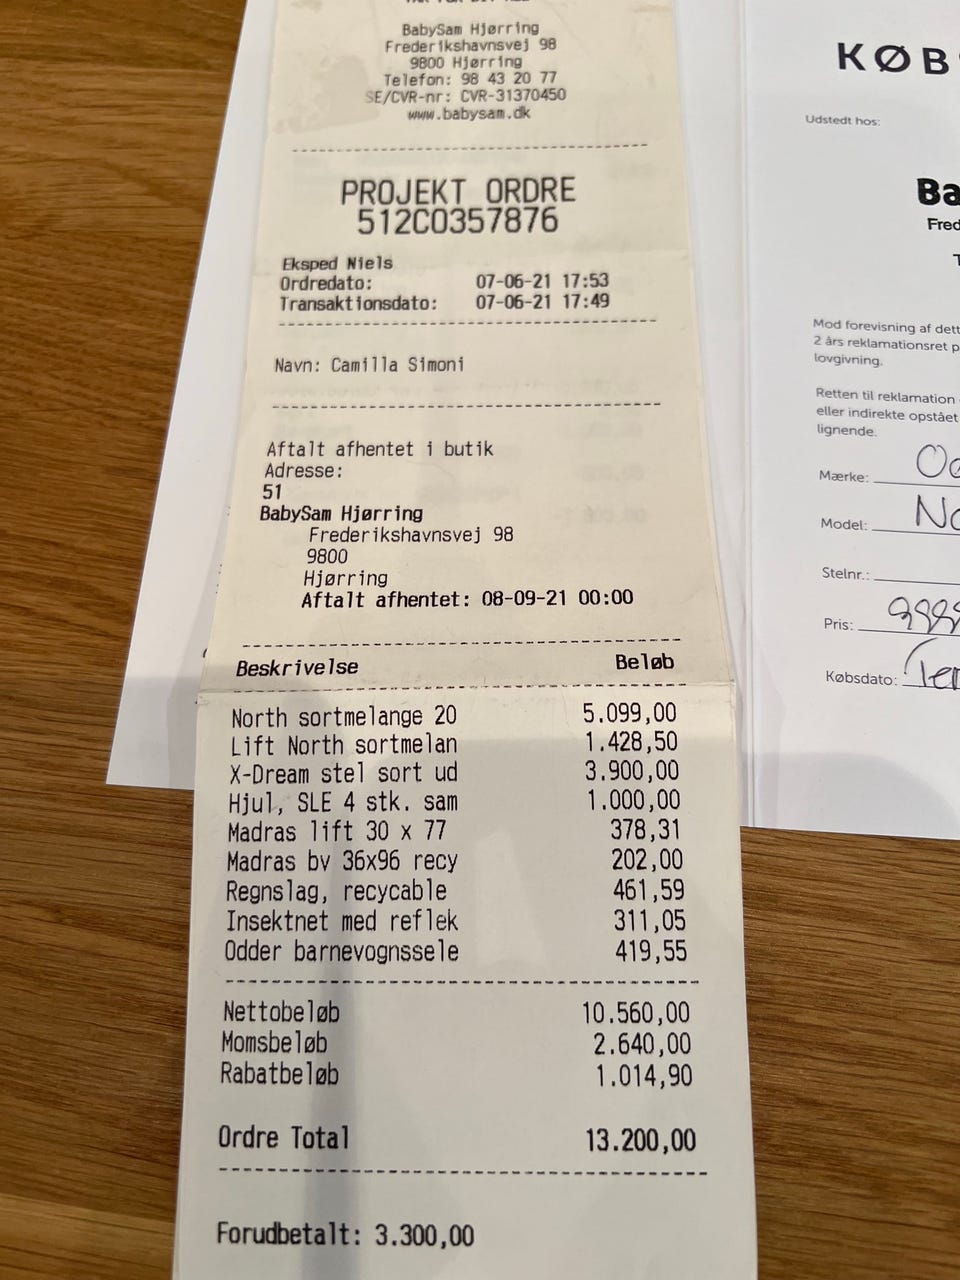 BabySam Hjørring
Frederikshavnsvej 98
9800 Hjørring
Telefon: 98 43 20 77
SE/CVR-nr: CVR-31370450
www.babysam.dk
PROJEKT ORDRE
512C0357876
Eksped Niels
Ordredato: 07-06-21 17:53
Transaktionsdato: 07-06-21 17:49
Navn: Camilla Simoni
Aftalt afhentet i butik
Adresse:
51
BabySam Hjørring
Frederikshavnsvej 98
9800
Hjørring
Aftalt afhentet: 08-09-21 00:00
Beskrivelse Beløb
North sortmelange 20 5.099,00
Lift North sortmelan 1.428,50
X-Dream stel sort ud 3.900,00
Hjul, SLE 4 stk. sam 1.000,00
Madras lift 30 x 77 378,31
Madras bv 36x96 recy 202,00
Regnslag, recycable 461,59
Insektnet med reflek 311,05
Odder barnevognssele 419,55
Nettobeløb 10.560,00
Momsbeløb 2.640,00
Rabatbeløb 1.014,90
Ordre Total 13.200,00
Forudbetalt: 3.300,00
KØB
Udstedt hos:
Ba
Fred
T
Mod forevisning af dett
2 års reklamationsret p
lovgivning.
Retten til reklamation
eller indirekte opstået
lignende.
Mærke:
Model: No
Stelnr.:
Pris:
Købsdato: